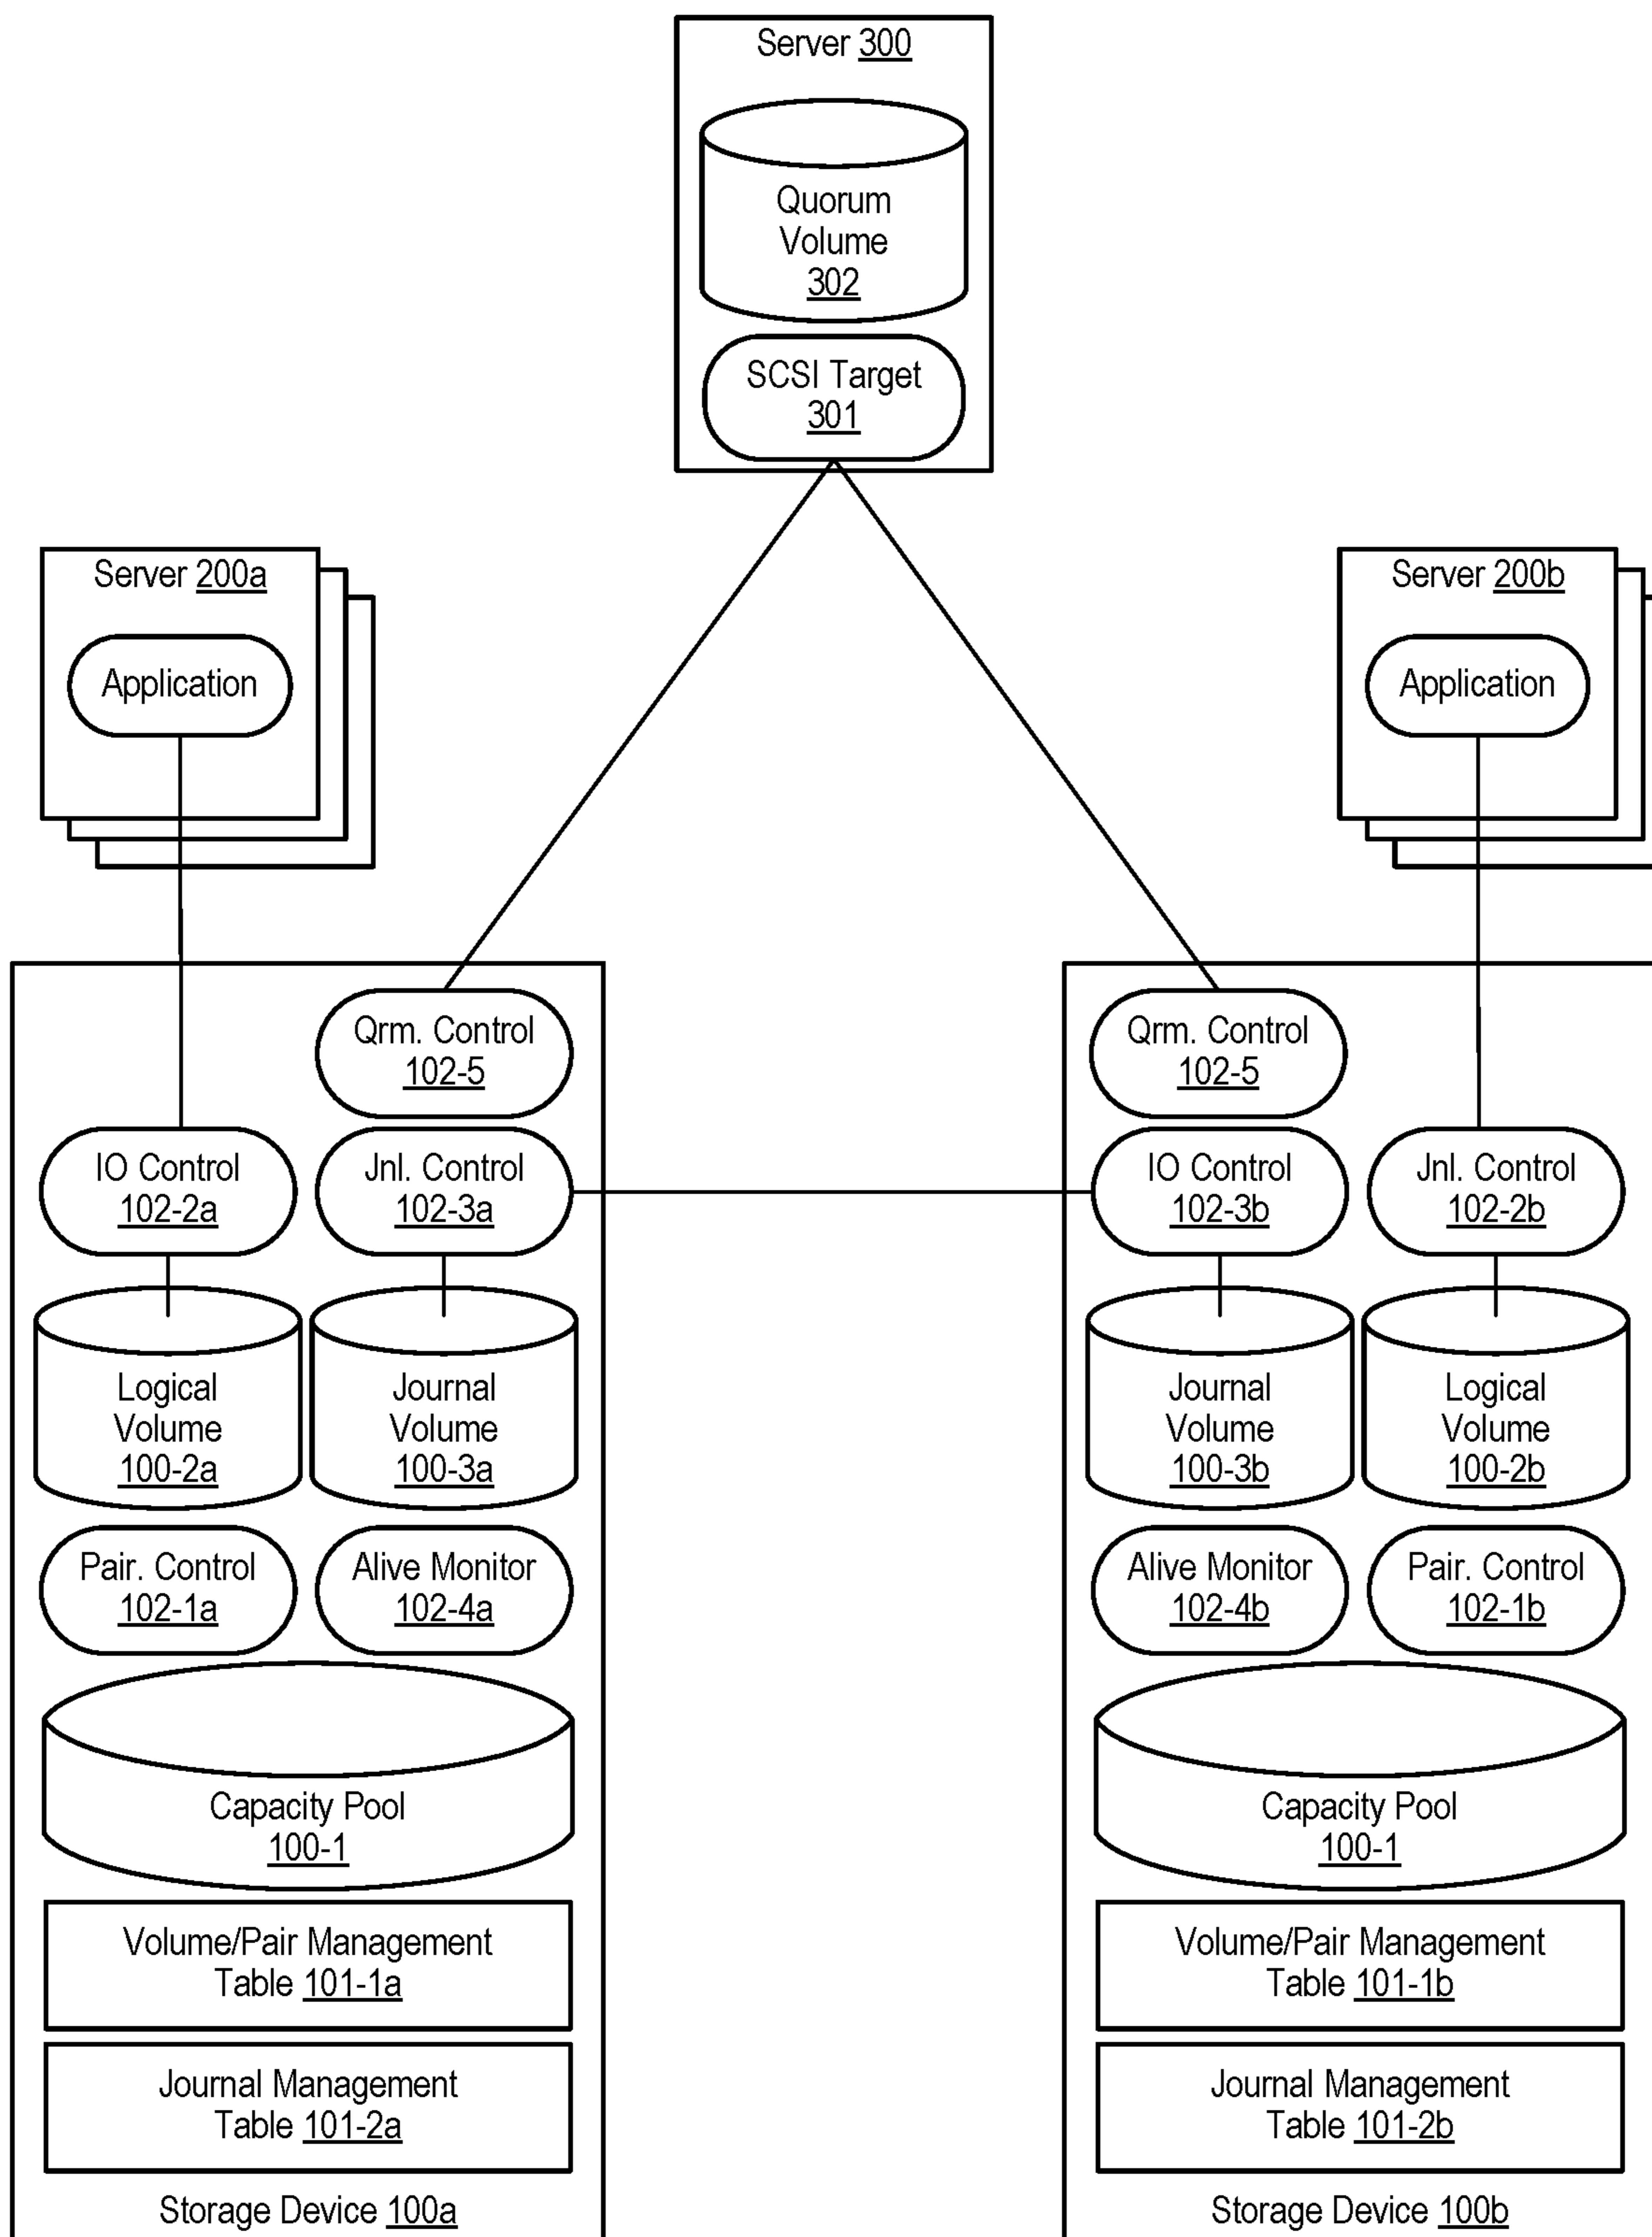 Server 300
Quorum
Volume
302
SCSI Target
301
Server 200a
Application
Server 200b
Application
Qrm. Control
102-5
IO Control
102-2a
Jnl. Control
102-3a
Logical
Volume
100-2a
Journal
Volume
100-3a
Pair. Control
102-1a
Alive Monitor
102-4a
Capacity Pool
100-1
Volume/Pair Management
Table 101-1a
Journal Management
Table 101-2a
Storage Device 100a
Qrm. Control
102-5
IO Control
102-3b
Jnl. Control
102-2b
Journal
Volume
100-3b
Logical
Volume
100-2b
Alive Monitor
102-4b
Pair. Control
102-1b
Capacity Pool
100-1
Volume/Pair Management
Table 101-1b
Journal Management
Table 101-2b
Storage Device 100b